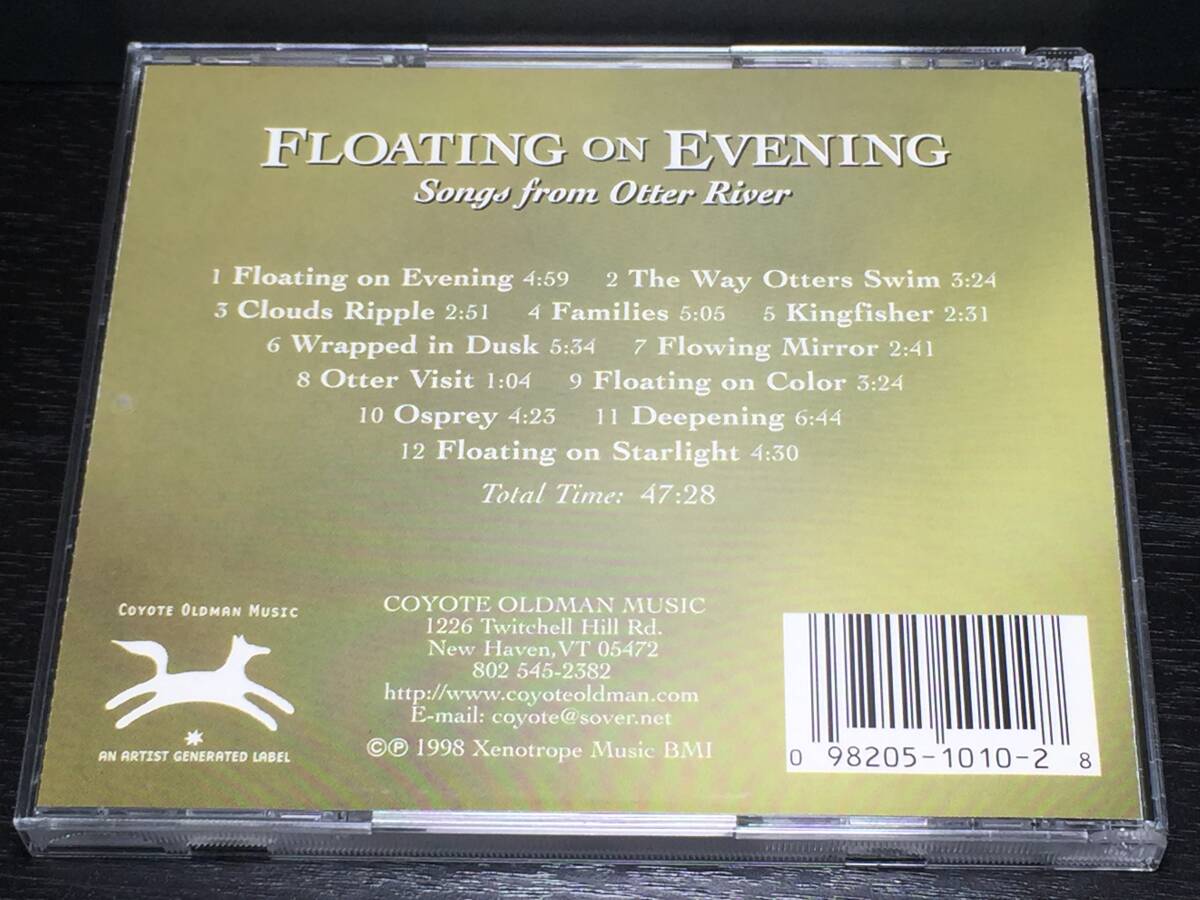 FLOATING ON EVENING
Songs from Otter River
1 Floating on Evening 4:59 2 The Way Otters Swim 3:24
3 Clouds Ripple 2:51 4 Families 5:05 5 Kingfisher 2:31
6 Wrapped in Dusk 5:34 7 Flowing Mirror 2:41
8 Otter Visit 1:04 9 Floating on Color 3:24
10 Osprey 4:23 11 Deepening 6:44
12 Floating on Starlight 4:30
Total Time: 47:28
COYOTE OLDMAN MUSIC
AN ARTIST GENERATED LABEL
COYOTE OLDMAN MUSIC
1226 Twitchell Hill Rd.
New Haven, VT 05472
802 545-2382
http://www.coyoteoldman.com
E-mail: coyote@sover.net
©℗ 1998 Xenotrope Music BMI
0 98205-1010-2 8